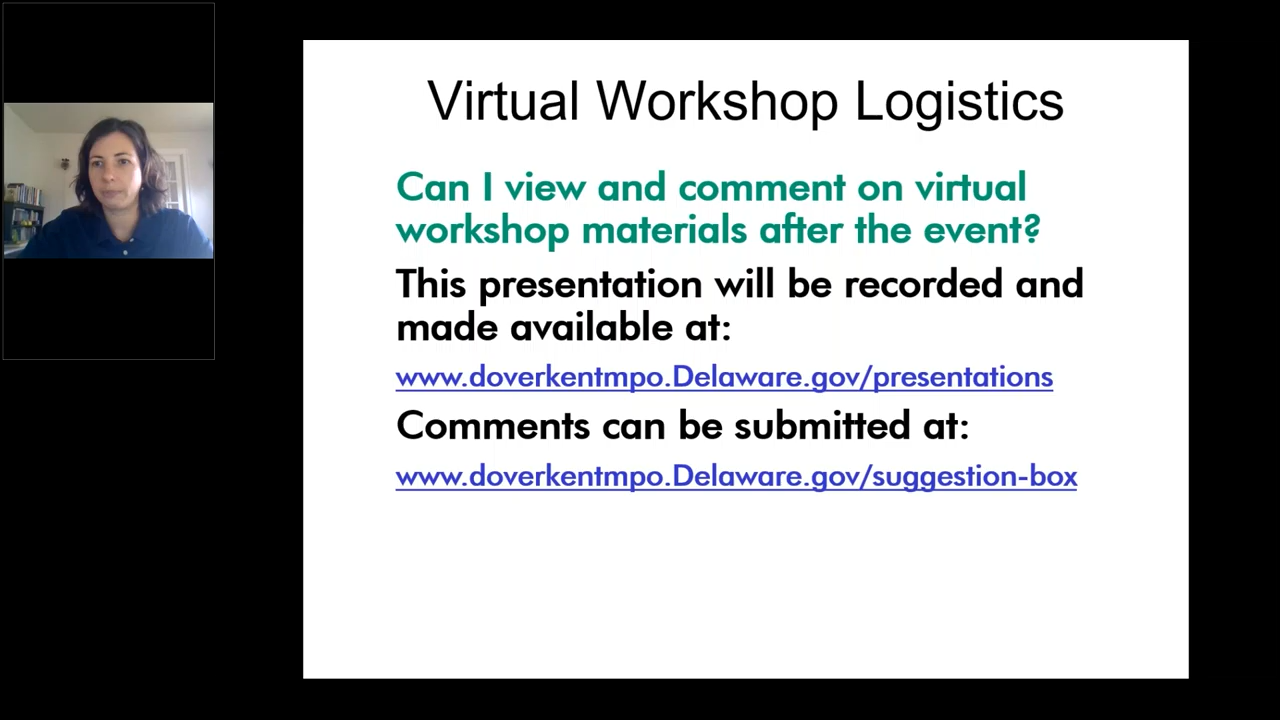 Virtual Workshop Logistics
Can I view and comment on virtual
workshop materials after the event?
This presentation will be recorded and
made available at:
www.doverkentmpo.Delaware.gov/presentations
Comments can be submitted at:
www.doverkentmpo.Delaware.gov/suggestion-box